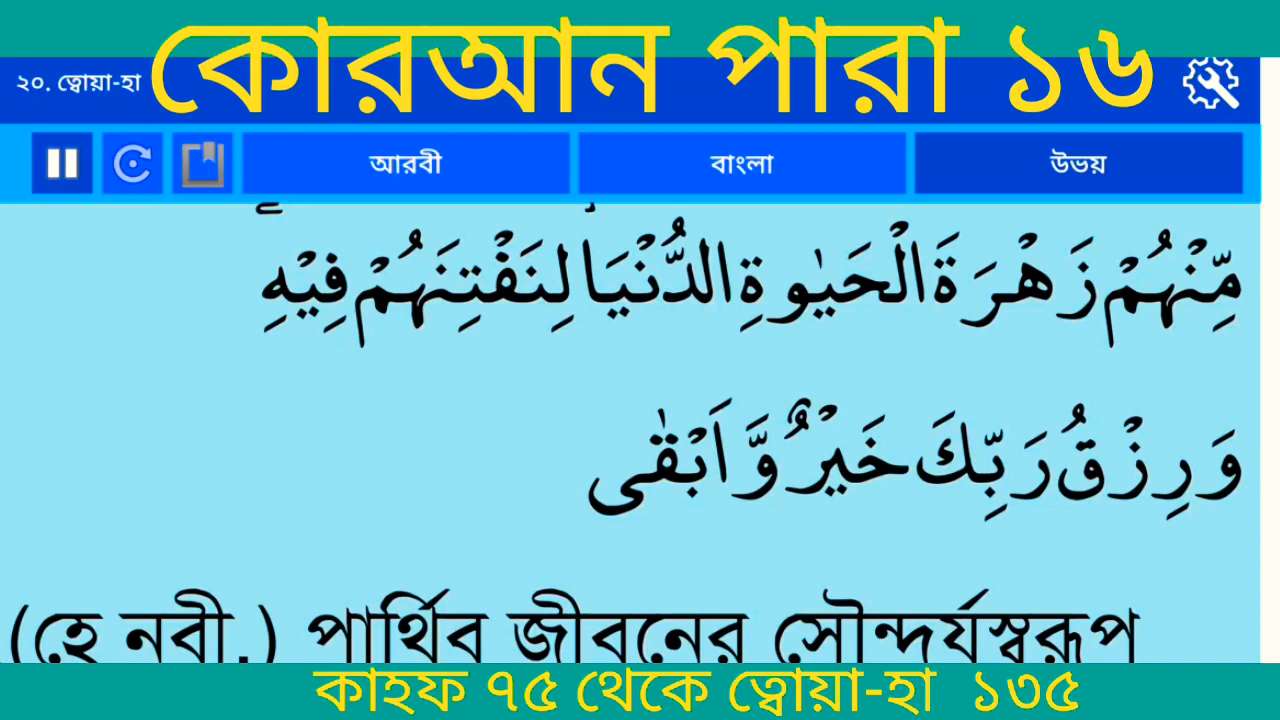 কোরআন পারা ১৬
২০. ত্বোয়া-হা
আরবী বাংলা উভয়
مِّنْهُمْ زَهْرَةَ الْحَيٰوةِ الدُّنْيَا لِنَفْتِنَهُمْ فِيْهِ
وَرِزْقُ رَبِّكَ خَيْرٌ وَّاَبْقٰى
(হে নবী,) পার্থিব জীবনের সৌন্দর্যস্বরূপ
কাহফ ৭৫ থেকে ত্বোয়া-হা ১৩৫